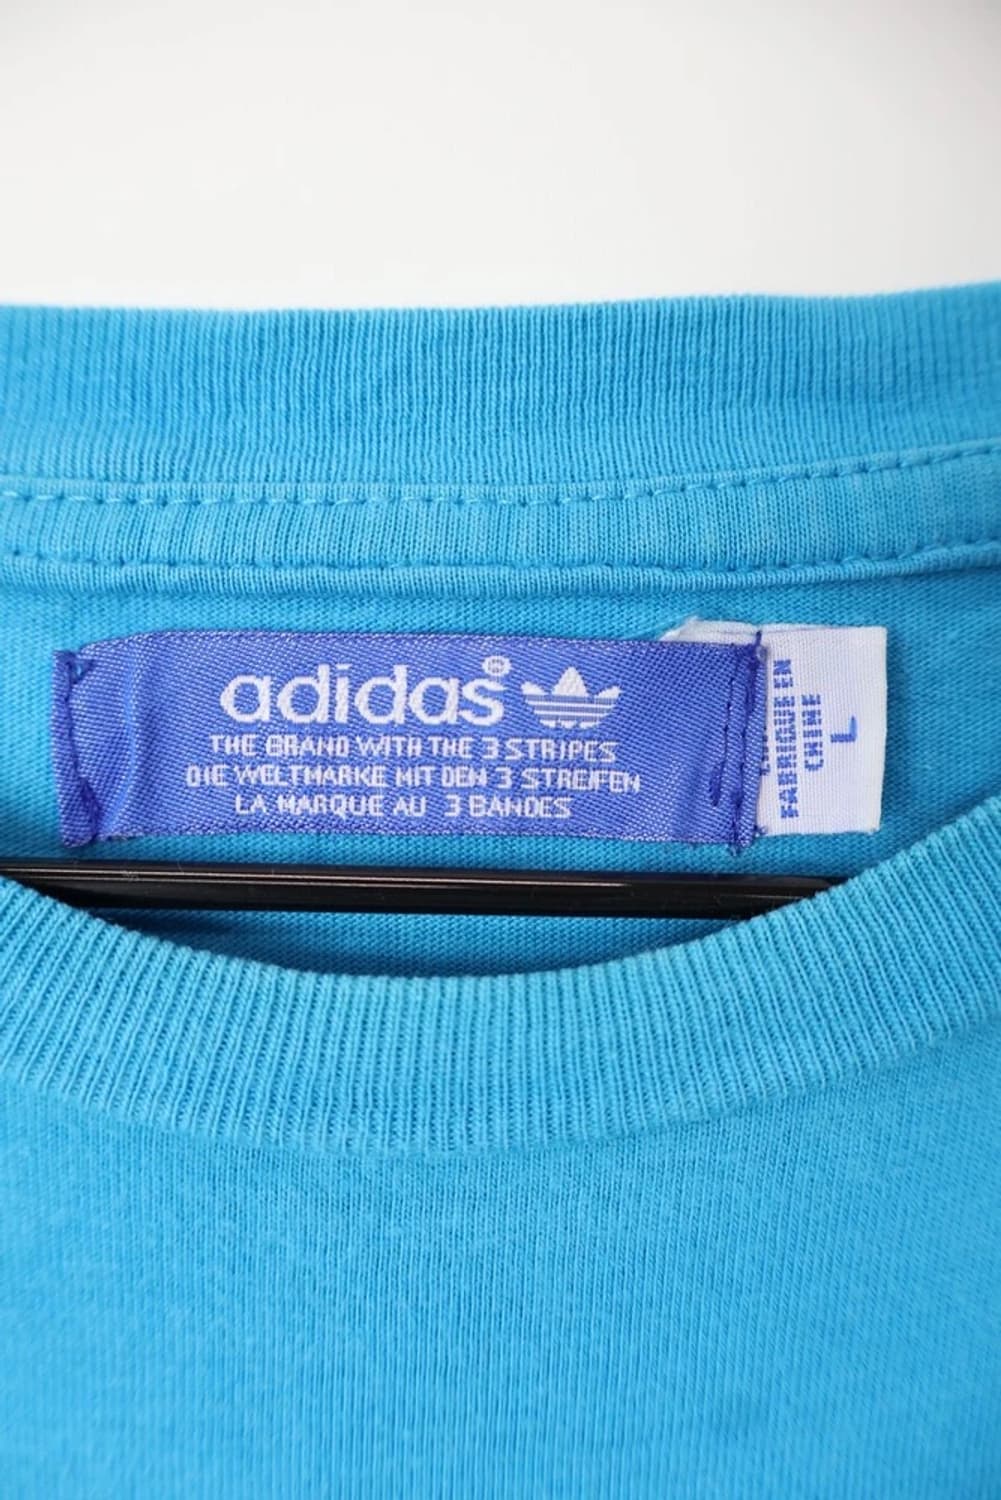 adidas®
THE BRAND WITH THE 3 STRIPES
DIE WELTMARKE MIT DEN 3 STREIFEN
LA MARQUE AU 3 BANDES
FABRIQUE EN
CHINE
L